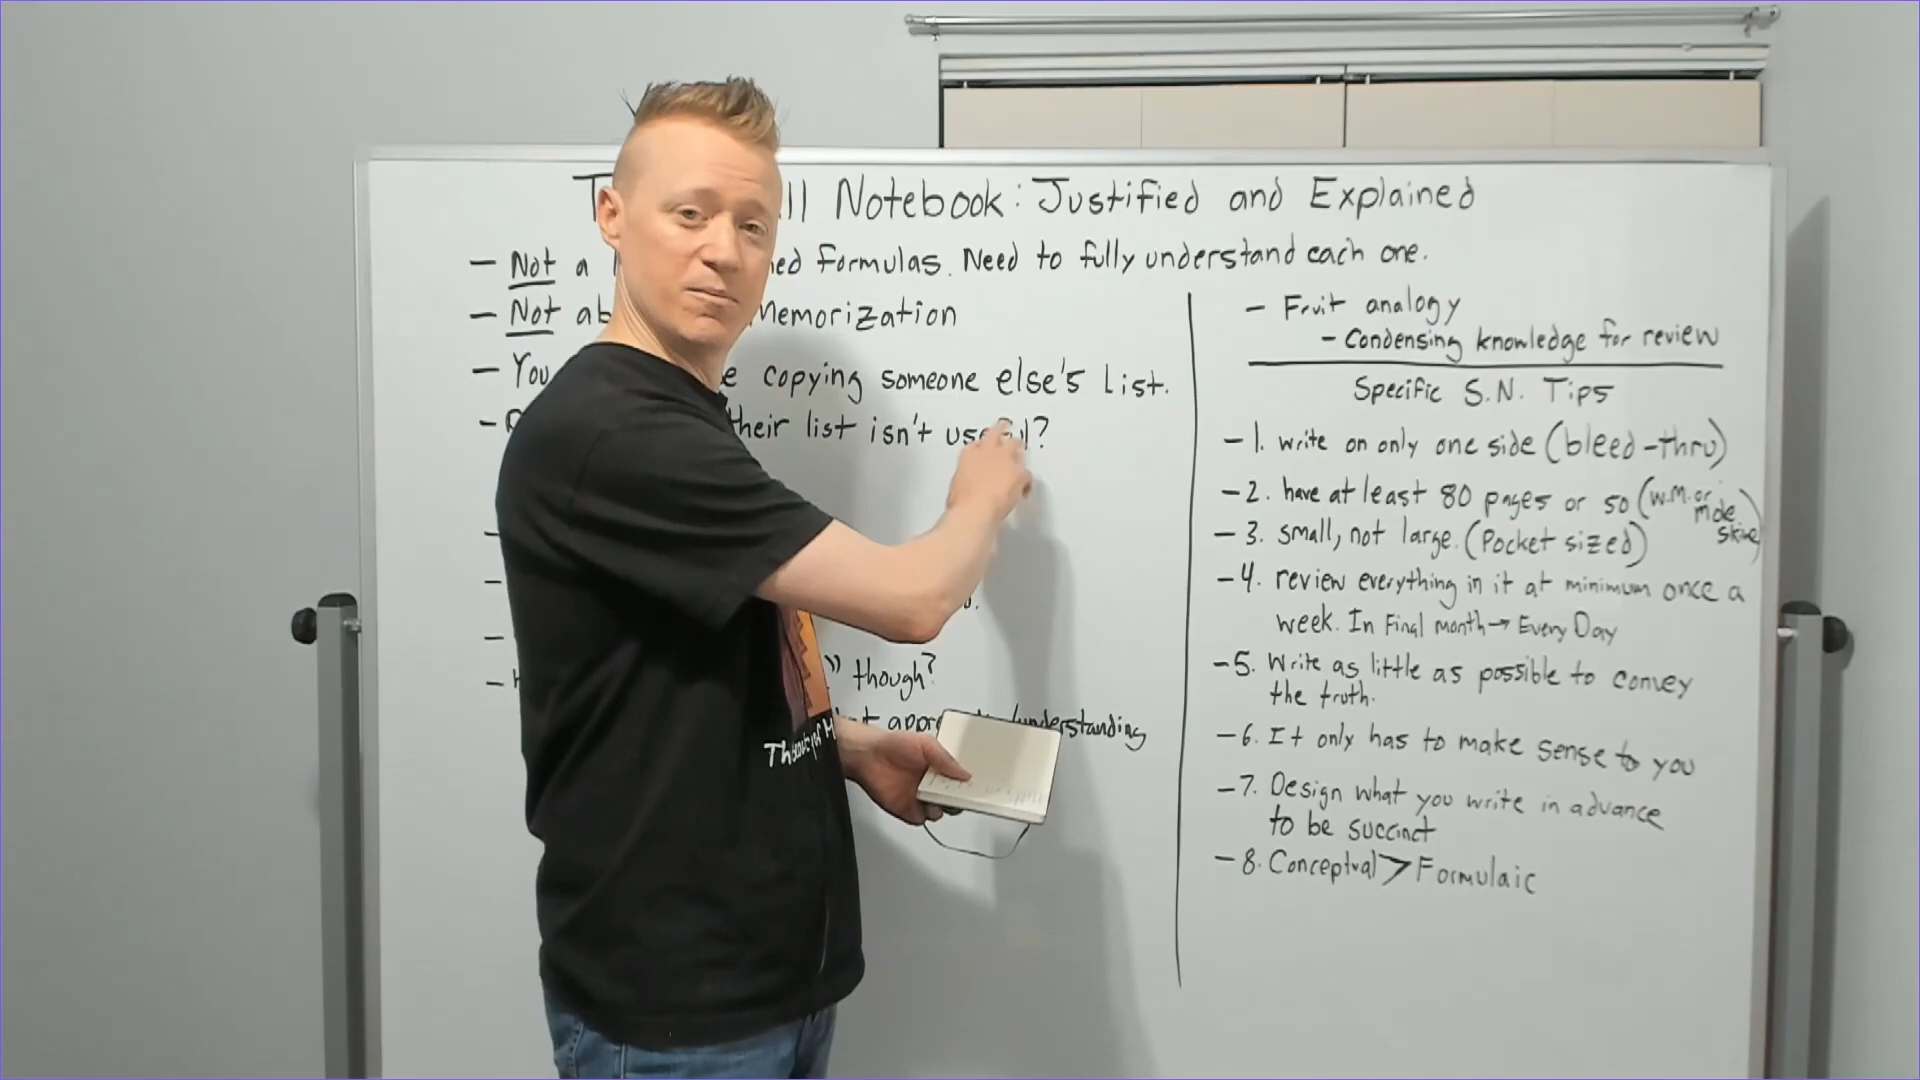 Notebook: Justified and Explained
- Not a formulas. Need to fully understand each one.
- Not Memorization
- You copying someone else's list.
- their list isn't useful?
-
-
-
- though?
understanding
- Fruit analogy
- Condensing knowledge for review
Specific S.N. Tips
- 1. write on only one side (bleed-thru)
- 2. have at least 80 pages or 50 (W.M. or mole skine)
- 3. small, not large. (Pocket sized)
- 4. review everything in it at minimum once a
week. In Final month → Every Day
- 5. Write as little as possible to convey
the truth.
- 6. It only has to make sense to you
- 7. Design what you write in advance
to be succinct
- 8. Conceptual > Formulaic